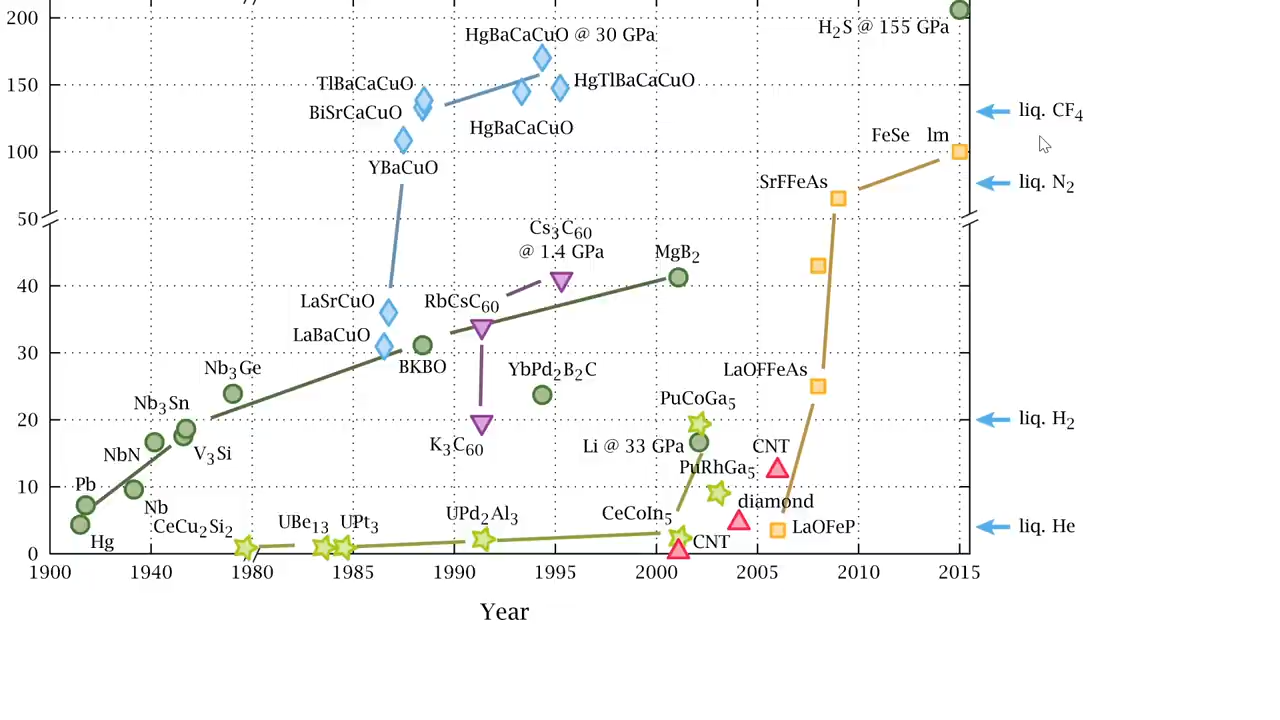 200
H2S @ 155 GPa
HgBaCaCuO @ 30 GPa
150
TlBaCaCuO
HgTlBaCaCuO
BiSrCaCuO
liq. CF4
HgBaCaCuO
FeSe lm
100
YBaCuO
SrFFeAs
liq. N2
50
Cs3C60
@ 1.4 GPa
MgB2
40
LaSrCuO
RbCsC60
LaBaCuO
30
BKBO
Nb3Ge
YbPd2B2C
LaOFFeAs
Nb3Sn
PuCoGa5
20
liq. H2
NbN
V3Si
K3C60
Li @ 33 GPa
CNT
PuRhGa5
Pb
10
diamond
Nb
CeCu2Si2
UBe13
UPt3
UPd2Al3
CeCoIn5
LaOFeP
liq. He
Hg
CNT
0
1900 1940 1980 1985 1990 1995 2000 2005 2010 2015
Year